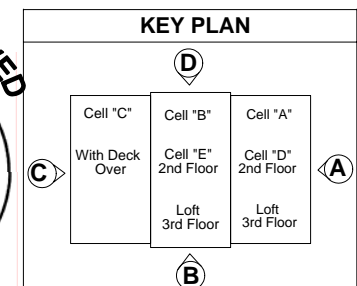 KEY PLAN
D
Cell "C"
With Deck
Over
Cell "B"
Cell "E"
2nd Floor
Loft
3rd Floor
Cell "A"
Cell "D"
2nd Floor
Loft
3rd Floor
C
A
B